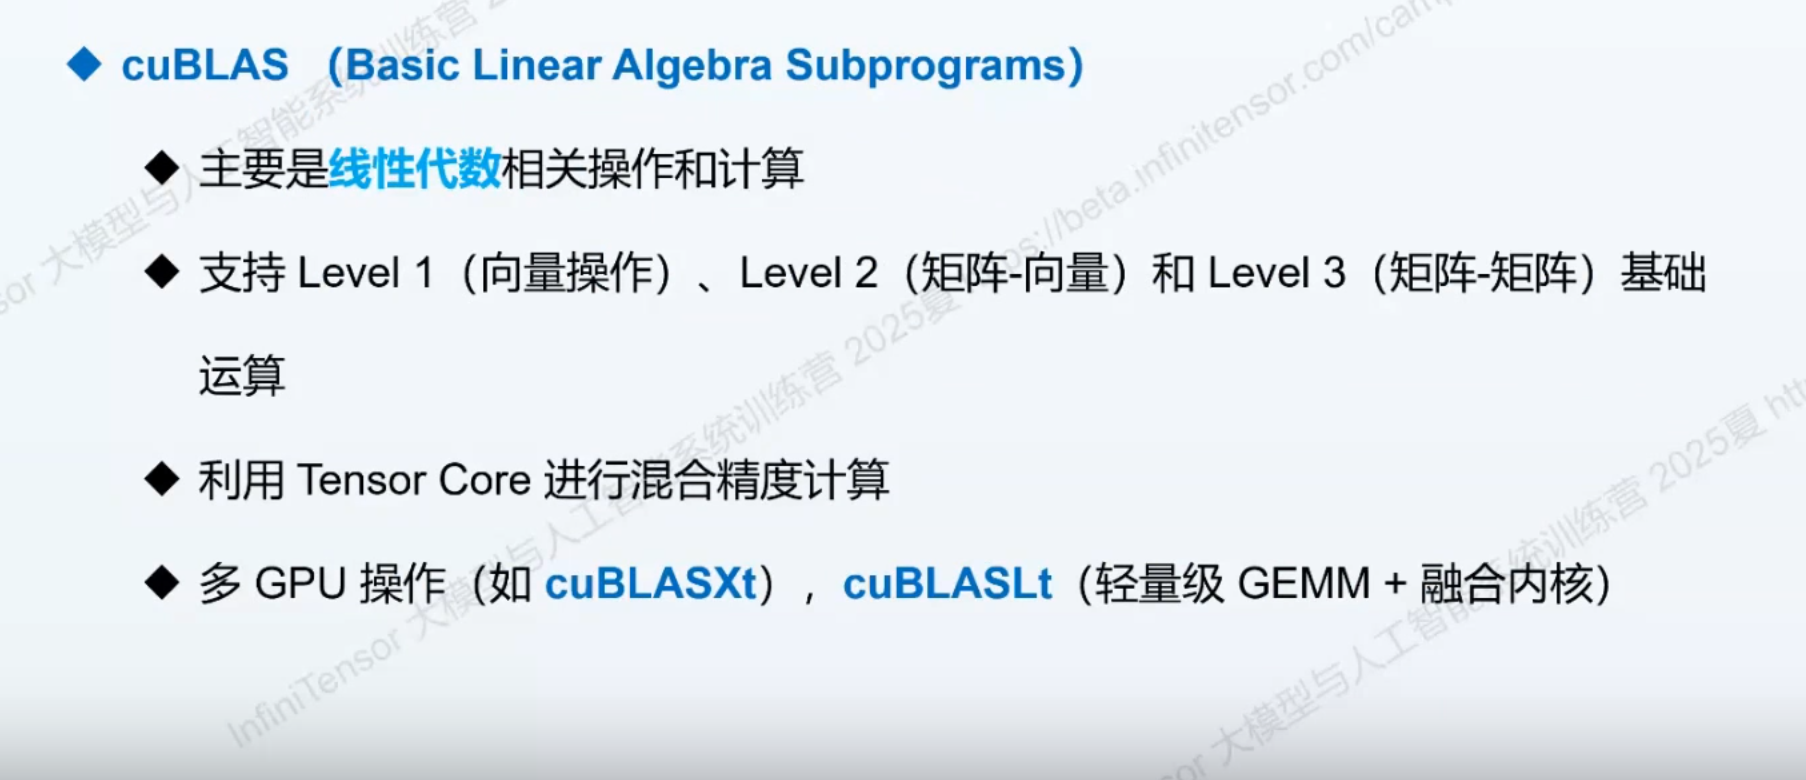 cuBLAS （Basic Linear Algebra Subprograms）
主要是线性代数相关操作和计算
支持 Level 1（向量操作）、Level 2（矩阵-向量）和 Level 3（矩阵-矩阵）基础
运算
利用 Tensor Core 进行混合精度计算
多 GPU 操作（如 cuBLASXt），cuBLASLt（轻量级 GEMM + 融合内核）
InfiniTensor 大模型与人工智能系统训练营 2025夏 https://beta.infinitensor.com/camp